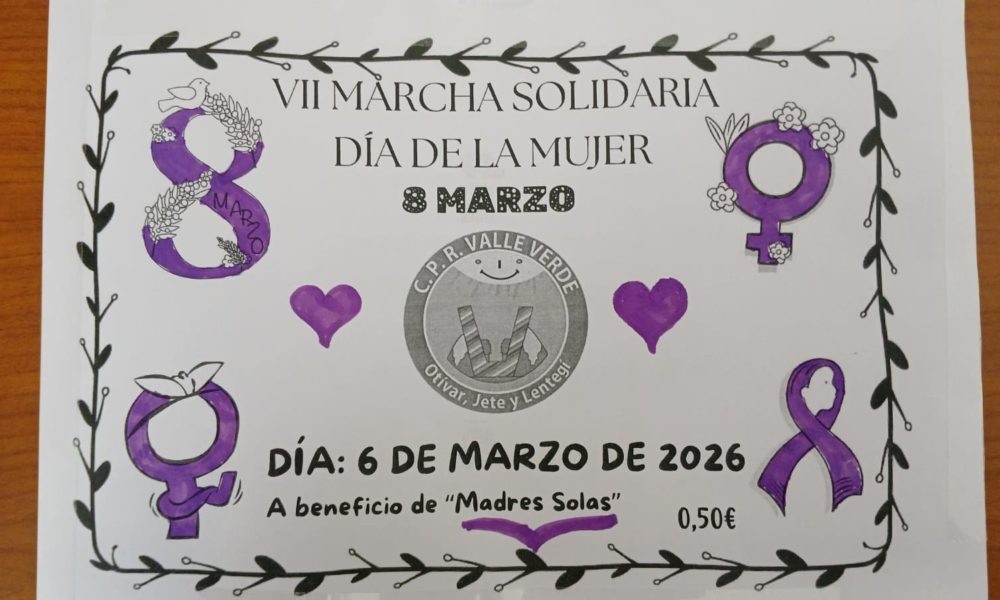 VII MARCHA SOLIDARIA
DÍA DE LA MUJER
8 MARZO
8
MARZO
C.P.R. VALLE VERDE
Otívar, Jete y Lentegí
DÍA: 6 DE MARZO DE 2026
A beneficio de "Madres Solas"
0,50€